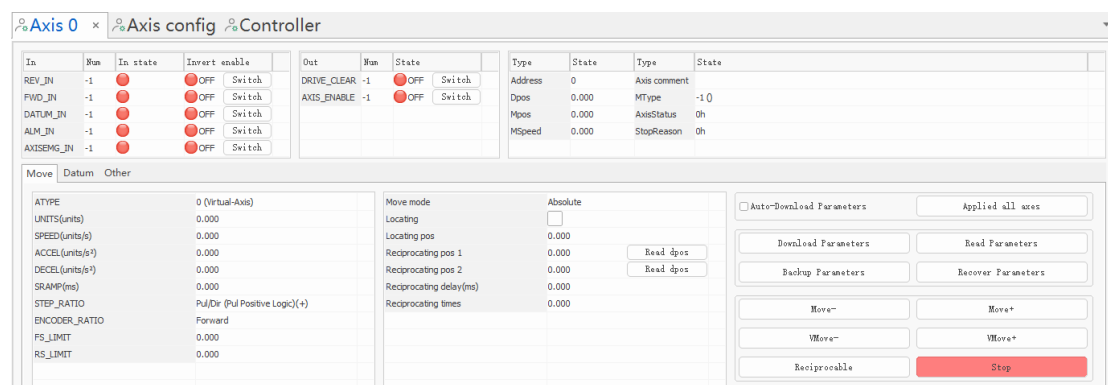 Axis 0 × Axis config Controller
In Num In state Invert enable Out Num State Type State Type State
REV_IN -1 OFF Switch DRIVE_CLEAR -1 OFF Switch Address 0 Axis comment
FWD_IN -1 OFF Switch AXIS_ENABLE -1 OFF Switch Dpos 0.000 MType -1 ()
DATUM_IN -1 OFF Switch Mpos 0.000 AxisStatus 0h
ALM_IN -1 OFF Switch MSpeed 0.000 StopReason 0h
AXISEMG_IN -1 OFF Switch
Move Datum Other
ATYPE 0 (Virtual-Axis) Move mode Absolute
UNITS(units) 0.000 Locating Auto-Download Parameters Applied all axes
SPEED(units/s) 0.000 Locating pos 0.000
ACCEL(units/s²) 0.000 Reciprocating pos 1 0.000 Read dpos Download Parameters Read Parameters
DECEL(units/s²) 0.000 Reciprocating pos 2 0.000 Read dpos Backup Parameters Recover Parameters
SRAMP(ms) 0.000 Reciprocating delay(ms) 0.000
STEP_RATIO Pul/Dir (Pul Positive Logic)(+) Reciprocating times 0.000 Move- Move+
ENCODER_RATIO Forward
FS_LIMIT 0.000 VMove- VMove+
RS_LIMIT 0.000
Reciprocable Stop